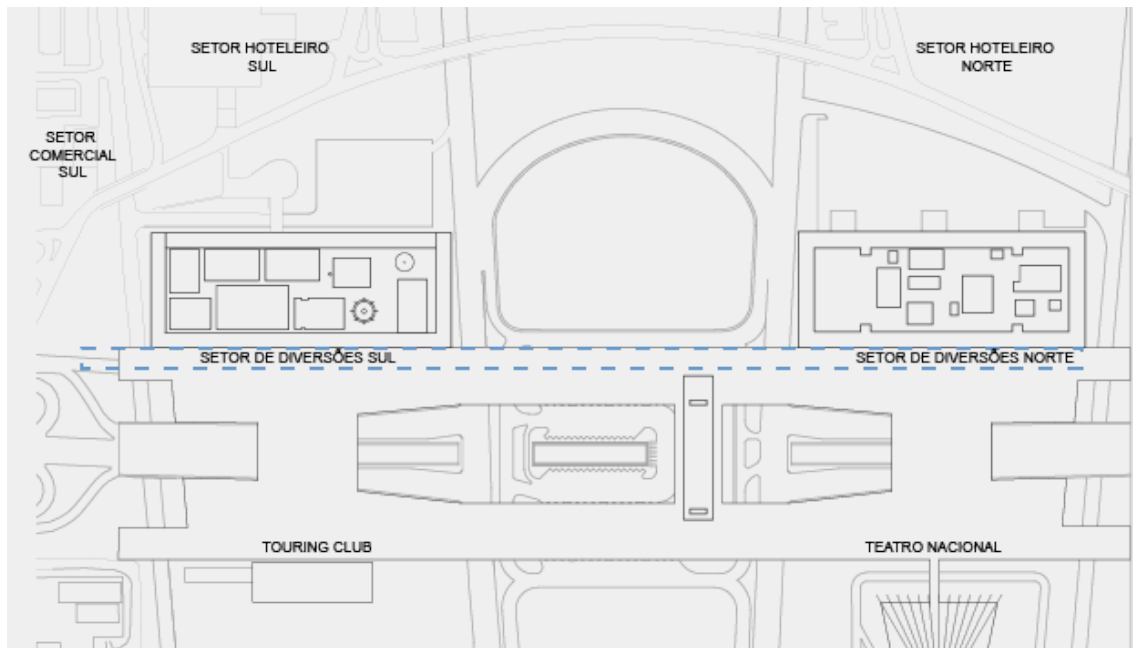 SETOR HOTELEIRO
SUL
SETOR HOTELEIRO
NORTE
SETOR
COMERCIAL
SUL
SETOR DE DIVERSÕES SUL
SETOR DE DIVERSÕES NORTE
TOURING CLUB
TEATRO NACIONAL